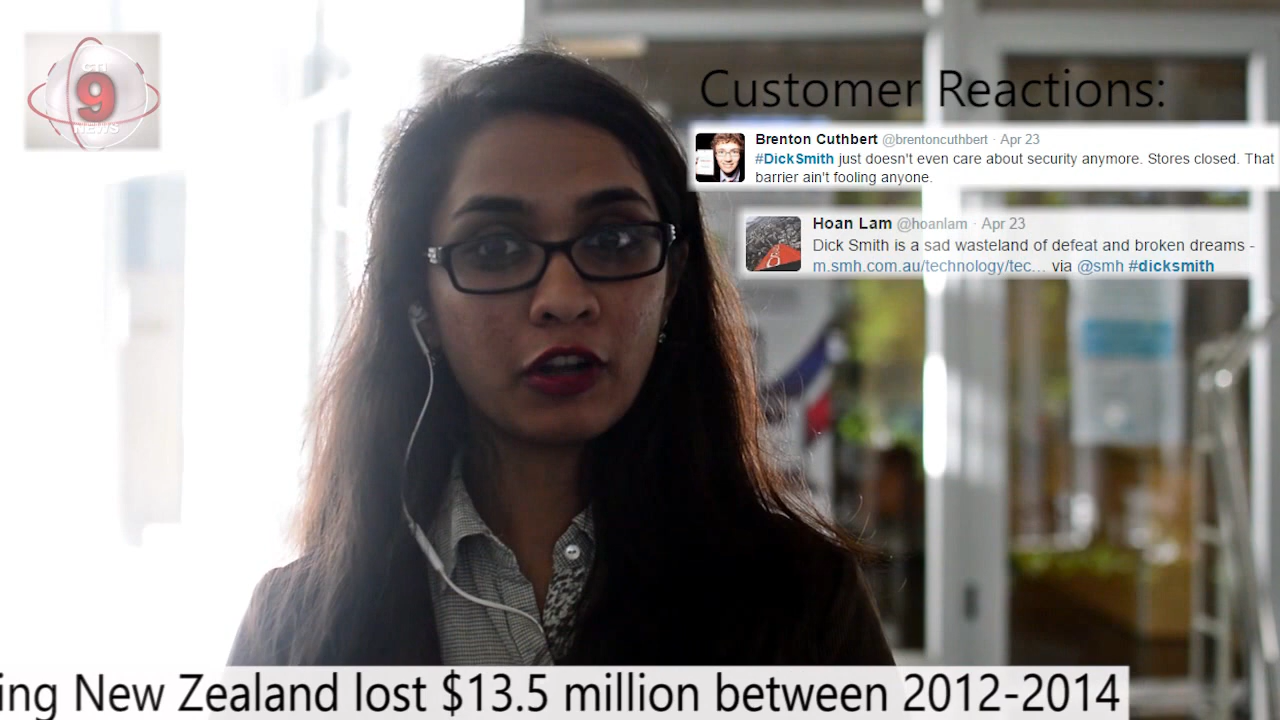 9
NEWS
Customer Reactions:
Brenton Cuthbert @brentoncuthbert · Apr 23
#DickSmith just doesn't even care about security anymore. Stores closed. That
barrier ain't fooling anyone.
Hoan Lam @hoanlam · Apr 23
Dick Smith is a sad wasteland of defeat and broken dreams -
m.smh.com.au/technology/tec... via @smh #dicksmith
ing New Zealand lost $13.5 million between 2012-2014